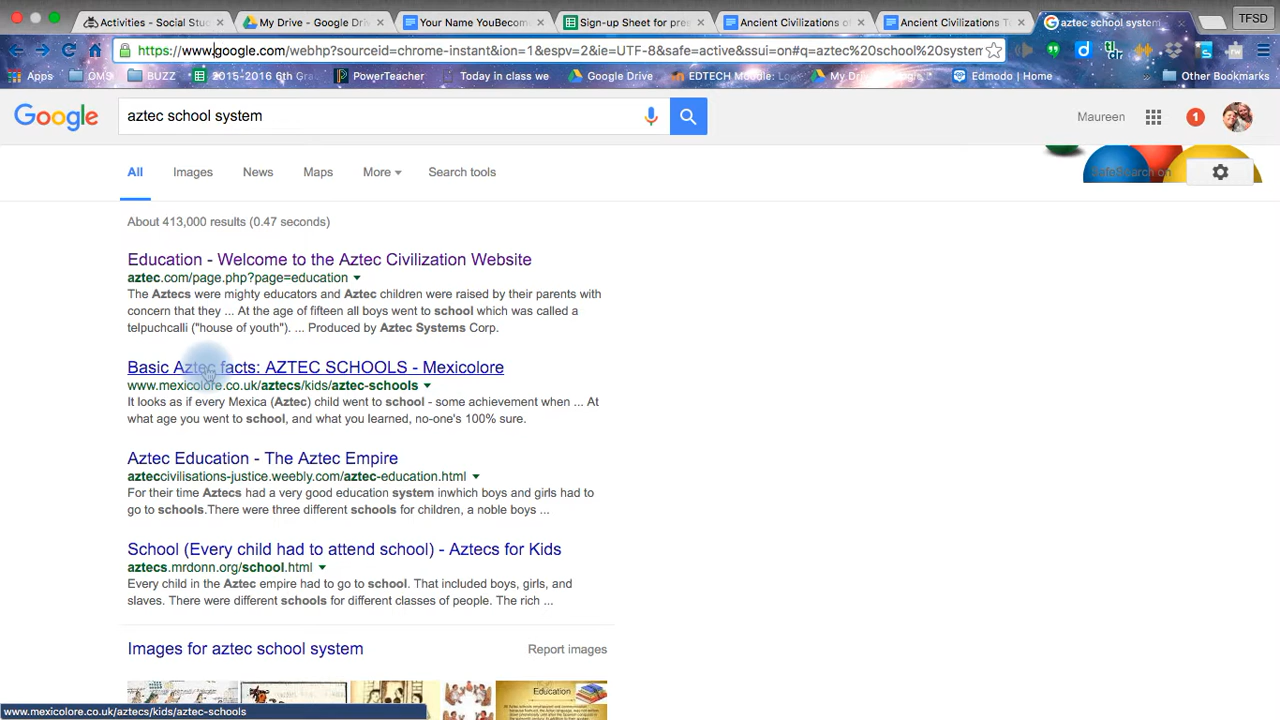 Activities - Social Stu
My Drive - Google Dri
Your Name YouBecom
Sign-up Sheet for pre
Ancient Civilizations of
Ancient Civilizations T
aztec school system
TFSD
https://www.google.com/webhp?sourceid=chrome-instant&ion=1&espv=2&ie=UTF-8&safe=active&ssui=on#q=aztec%20school%20system
Apps
OMS
BUZZ
2015-2016 6th Gra
PowerTeacher
Today in class we
Google Drive
EDTECH Moodle: Lo
My Drive
Edmodo | Home
»
Other Bookmarks
Google
aztec school system
Maureen
1
All
Images
News
Maps
More
Search tools
SafeSearch on
About 413,000 results (0.47 seconds)
Education - Welcome to the Aztec Civilization Website
aztec.com/page.php?page=education
The Aztecs were mighty educators and Aztec children were raised by their parents with
concern that they ... At the age of fifteen all boys went to school which was called a
telpuchcalli ("house of youth"). ... Produced by Aztec Systems Corp.
Basic Aztec facts: AZTEC SCHOOLS - Mexicolore
www.mexicolore.co.uk/aztecs/kids/aztec-schools
It looks as if every Mexica (Aztec) child went to school - some achievement when ... At
what age you went to school, and what you learned, no-one's 100% sure.
Aztec Education - The Aztec Empire
azteccivilisations-justice.weebly.com/aztec-education.html
For their time Aztecs had a very good education system inwhich boys and girls had to
go to schools.There were three different schools for children, a noble boys ...
School (Every child had to attend school) - Aztecs for Kids
aztecs.mrdonn.org/school.html
Every child in the Aztec empire had to go to school. That included boys, girls, and
slaves. There were different schools for different classes of people. The rich ...
Images for aztec school system
Report images
Education
www.mexicolore.co.uk/aztecs/kids/aztec-schools